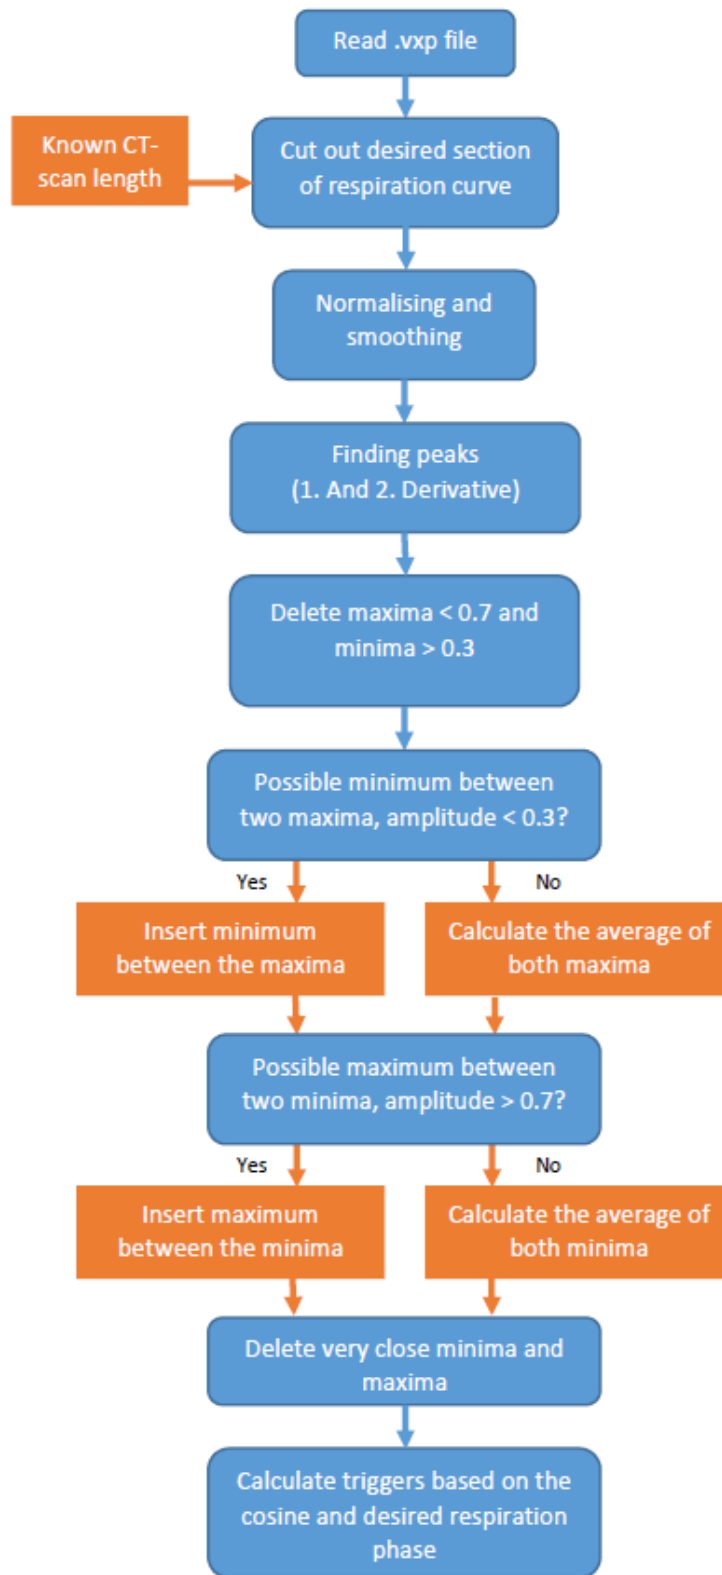 Read .vxp file
Known CT-
scan length
Cut out desired section
of respiration curve
Normalising and
smoothing
Finding peaks
(1. And 2. Derivative)
Delete maxima < 0.7 and
minima > 0.3
Possible minimum between
two maxima, amplitude < 0.3?
Yes
No
Insert minimum
between the maxima
Calculate the average of
both maxima
Possible maximum between
two minima, amplitude > 0.7?
Yes
No
Insert maximum
between the minima
Calculate the average of
both minima
Delete very close minima and
maxima
Calculate triggers based on the
cosine and desired respiration
phase